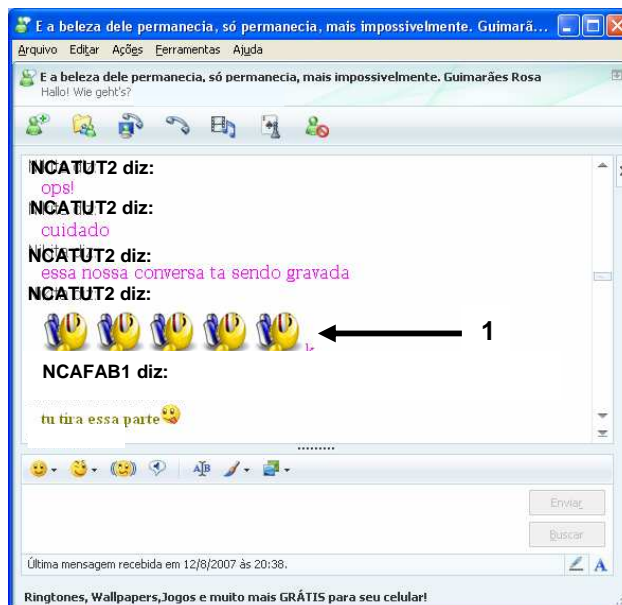 E a beleza dele permanecia, só permanecia, mais impossivelmente. Guimarã...
Arquivo Editar Ações Ferramentas Ajuda
E a beleza dele permanecia, só permanecia, mais impossivelmente. Guimarães Rosa
Hallo! Wie geht's?
NCATUT2 diz:
ops!
NCATUT2 diz:
cuidado
NCATUT2 diz:
essa nossa conversa ta sendo gravada
NCATUT2 diz:
1
NCAFAB1 diz:
tu tira essa parte
Enviar
Buscar
Última mensagem recebida em 12/8/2007 às 20:38.
A
Ringtones, Wallpapers,Jogos e muito mais GRÁTIS para seu celular!